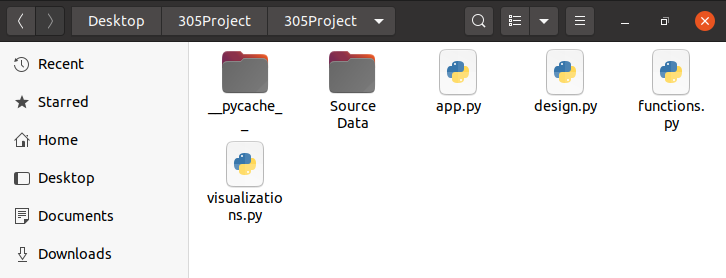 Desktop 305Project 305Project
Recent
Starred
Home
Desktop
Documents
Downloads
__pycache_
_
Source
Data
app.py
design.py
functions.
py
visualizatio
ns.py